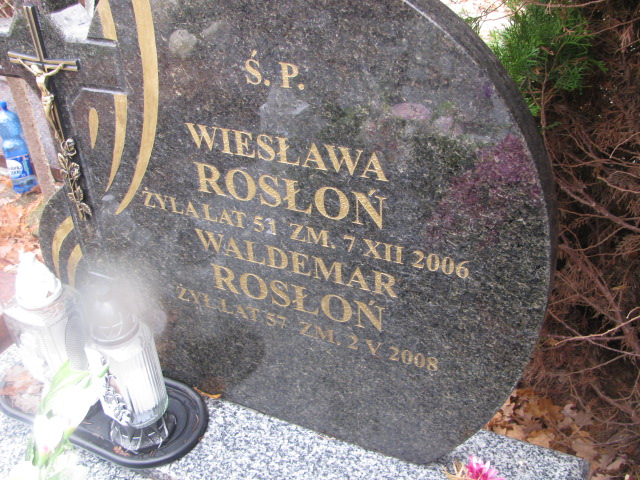 Ś. P.
WIESŁAWA
ROSŁOŃ
ŻYŁA LAT 51 ZM. 7 XII 2006
WALDEMAR
ROSŁOŃ
ŻYŁ LAT 57 ZM. 2 V 2008